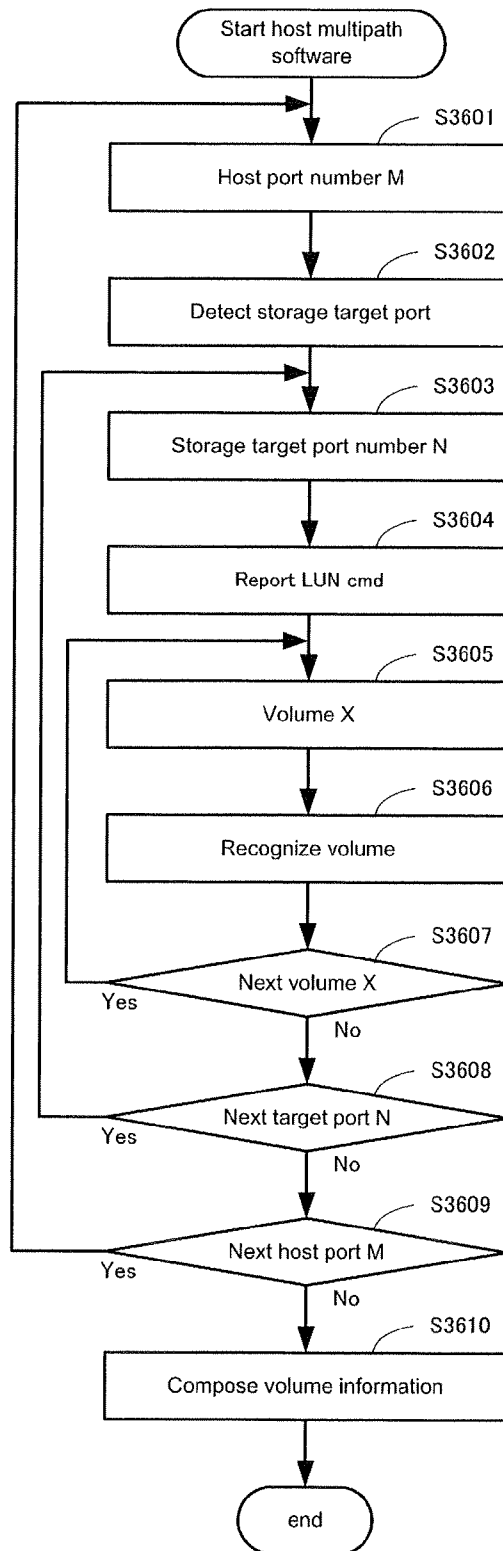 Start host multipath
software
S3601
Host port number M
S3602
Detect storage target port
S3603
Storage target port number N
S3604
Report LUN cmd
S3605
Volume X
S3606
Recognize volume
S3607
Next volume X
Yes
No
S3608
Next target port N
Yes
No
S3609
Next host port M
Yes
No
S3610
Compose volume information
end